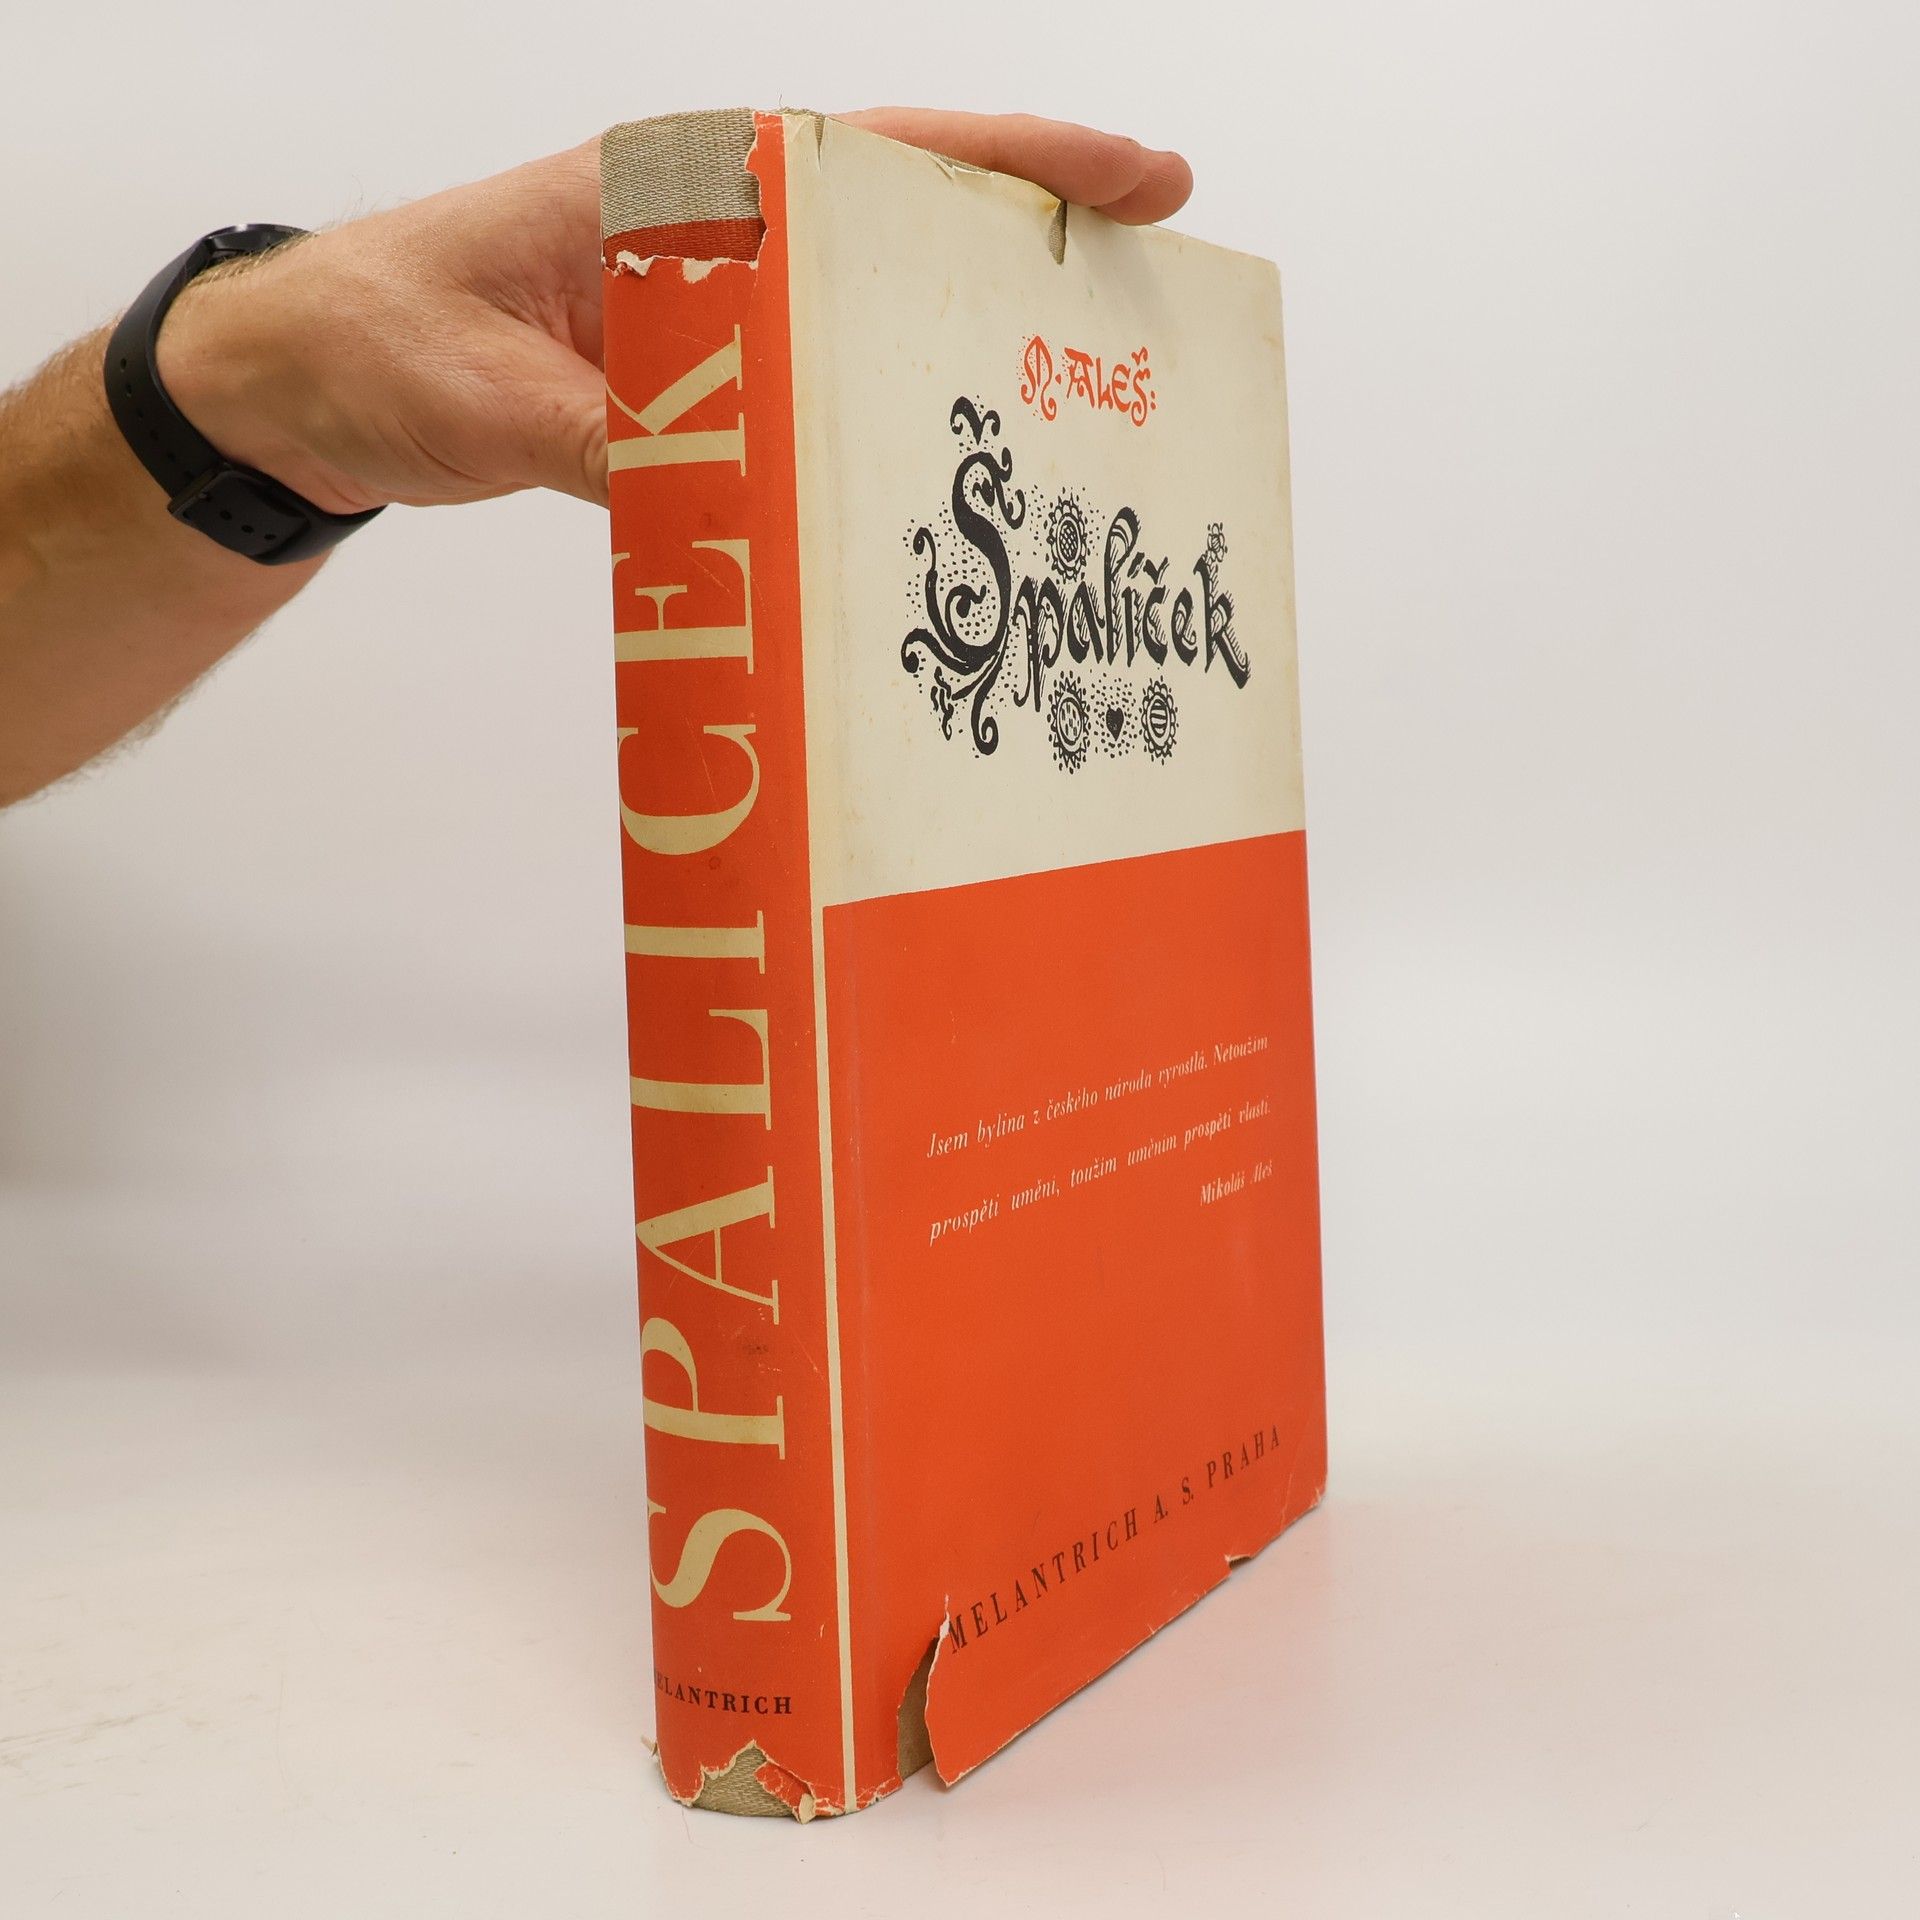 SPALICEK
ELANTRICH
M. ALEŠ:
Špalíček
Jsem bylina z českého národa vyrostlá. Netoužím
prospěti umění, toužím uměním prospěti vlasti.
Mikoláš Aleš
MELANTRICH A. S. PRAHA